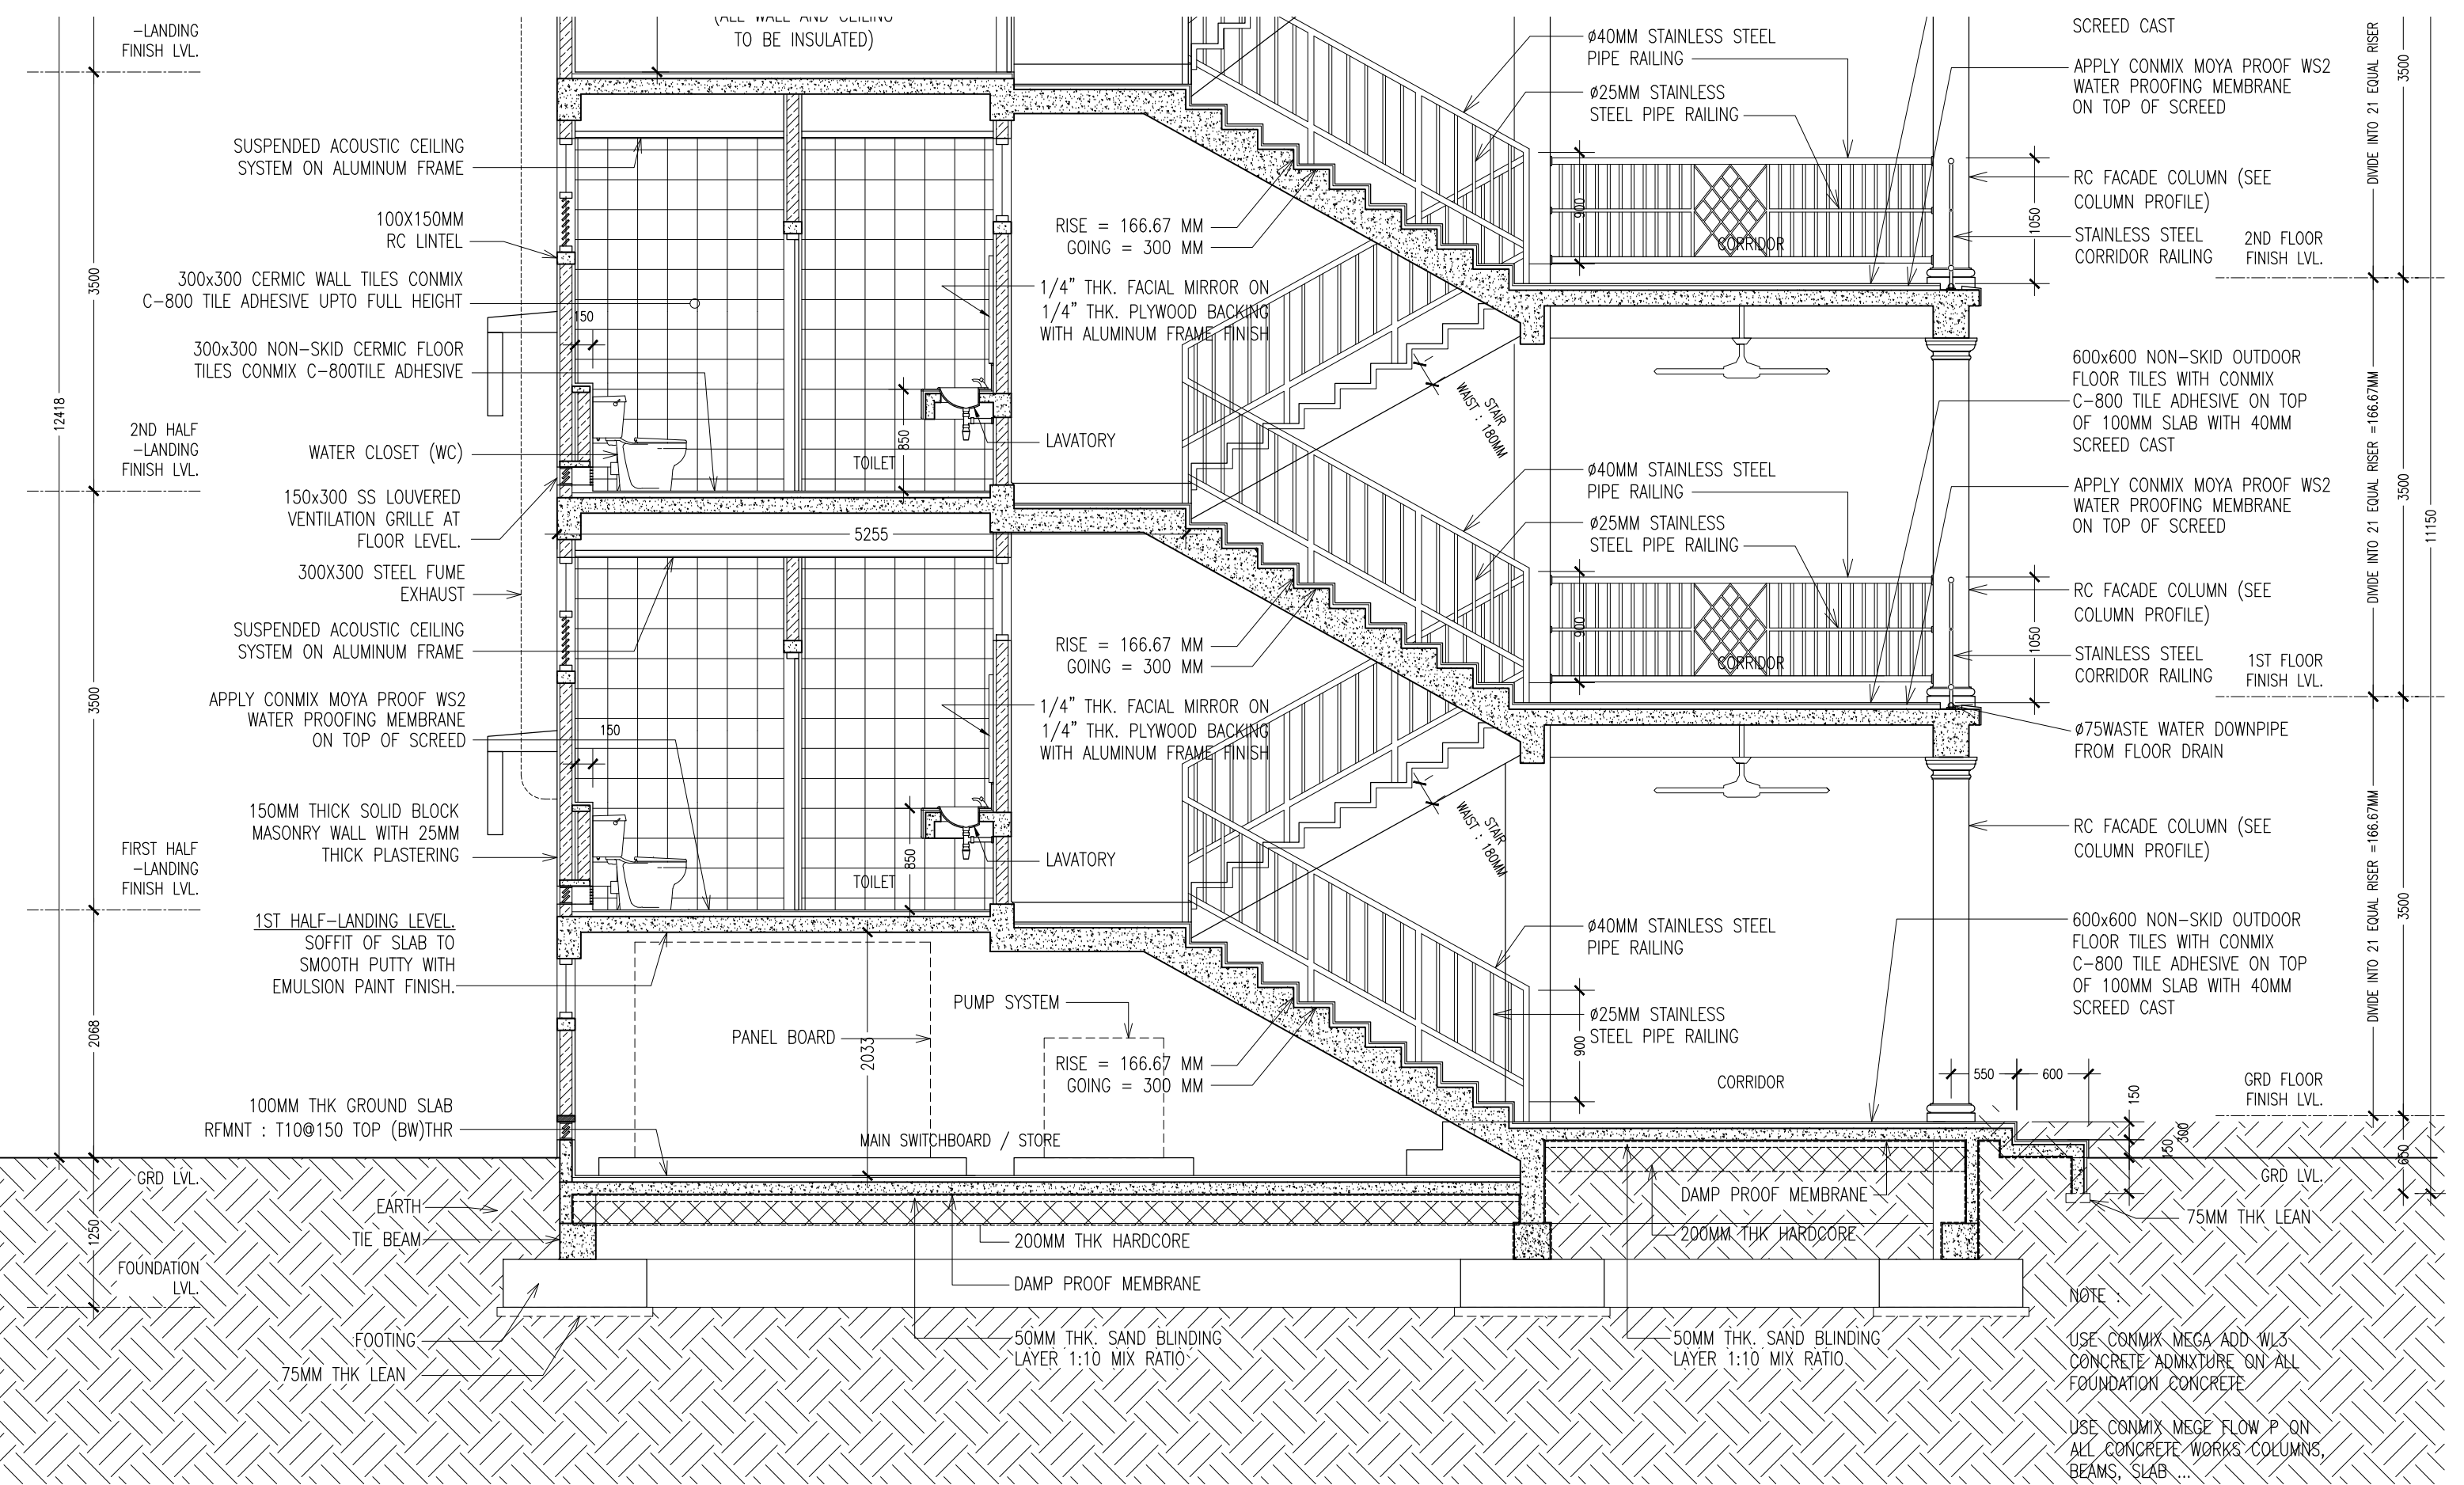 -LANDING
FINISH LVL.
12418
3500
2ND HALF
-LANDING
FINISH LVL.
3500
FIRST HALF
-LANDING
FINISH LVL.
2068
GRD LVL.
1250
FOUNDATION
LVL.
(ALL WALL AND CEILING
TO BE INSULATED)
SUSPENDED ACOUSTIC CEILING
SYSTEM ON ALUMINUM FRAME
100X150MM
RC LINTEL
300x300 CERMIC WALL TILES CONMIX
C-800 TILE ADHESIVE UPTO FULL HEIGHT
150
300x300 NON-SKID CERMIC FLOOR
TILES CONMIX C-800TILE ADHESIVE
WATER CLOSET (WC)
150x300 SS LOUVERED
VENTILATION GRILLE AT
FLOOR LEVEL.
300X300 STEEL FUME
EXHAUST
SUSPENDED ACOUSTIC CEILING
SYSTEM ON ALUMINUM FRAME
APPLY CONMIX MOYA PROOF WS2
WATER PROOFING MEMBRANE
ON TOP OF SCREED
150
150MM THICK SOLID BLOCK
MASONRY WALL WITH 25MM
THICK PLASTERING
1ST HALF-LANDING LEVEL.
SOFFIT OF SLAB TO
SMOOTH PUTTY WITH
EMULSION PAINT FINISH.
100MM THK GROUND SLAB
RFMNT : T10@150 TOP (BW)THR
EARTH
TIE BEAM
FOOTING
75MM THK LEAN
TOILET
850
5255
TOILET
850
PANEL BOARD
2033
PUMP SYSTEM
MAIN SWITCHBOARD / STORE
RISE = 166.67 MM
GOING = 300 MM
1/4" THK. FACIAL MIRROR ON
1/4" THK. PLYWOOD BACKING
WITH ALUMINUM FRAME FINISH
LAVATORY
RISE = 166.67 MM
GOING = 300 MM
1/4" THK. FACIAL MIRROR ON
1/4" THK. PLYWOOD BACKING
WITH ALUMINUM FRAME FINISH
LAVATORY
RISE = 166.67 MM
GOING = 300 MM
200MM THK HARDCORE
DAMP PROOF MEMBRANE
50MM THK. SAND BLINDING
LAYER 1:10 MIX RATIO
STAIR
WAIST : 180MM
STAIR
WAIST : 180MM
ø40MM STAINLESS STEEL
PIPE RAILING
ø25MM STAINLESS
STEEL PIPE RAILING
900
CORRIDOR
1050
ø40MM STAINLESS STEEL
PIPE RAILING
ø25MM STAINLESS
STEEL PIPE RAILING
900
CORRIDOR
1050
ø40MM STAINLESS STEEL
PIPE RAILING
ø25MM STAINLESS
STEEL PIPE RAILING
900
CORRIDOR
550
600
150
300
150
650
DAMP PROOF MEMBRANE
200MM THK HARDCORE
50MM THK. SAND BLINDING
LAYER 1:10 MIX RATIO
SCREED CAST
APPLY CONMIX MOYA PROOF WS2
WATER PROOFING MEMBRANE
ON TOP OF SCREED
RC FACADE COLUMN (SEE
COLUMN PROFILE)
STAINLESS STEEL
CORRIDOR RAILING
2ND FLOOR
FINISH LVL.
600x600 NON-SKID OUTDOOR
FLOOR TILES WITH CONMIX
C-800 TILE ADHESIVE ON TOP
OF 100MM SLAB WITH 40MM
SCREED CAST
APPLY CONMIX MOYA PROOF WS2
WATER PROOFING MEMBRANE
ON TOP OF SCREED
RC FACADE COLUMN (SEE
COLUMN PROFILE)
STAINLESS STEEL
CORRIDOR RAILING
1ST FLOOR
FINISH LVL.
ø75WASTE WATER DOWNPIPE
FROM FLOOR DRAIN
RC FACADE COLUMN (SEE
COLUMN PROFILE)
600x600 NON-SKID OUTDOOR
FLOOR TILES WITH CONMIX
C-800 TILE ADHESIVE ON TOP
OF 100MM SLAB WITH 40MM
SCREED CAST
GRD FLOOR
FINISH LVL.
GRD LVL.
75MM THK LEAN
DIVIDE INTO 21 EQUAL RISER
3500
DIVIDE INTO 21 EQUAL RISER =166.67MM
3500
11150
DIVIDE INTO 21 EQUAL RISER =166.67MM
3500
NOTE :
USE CONMIX MEGA ADD WL3
CONCRETE ADMIXTURE ON ALL
FOUNDATION CONCRETE
USE CONMIX MEGE FLOW P ON
ALL CONCRETE WORKS COLUMNS,
BEAMS, SLAB ...